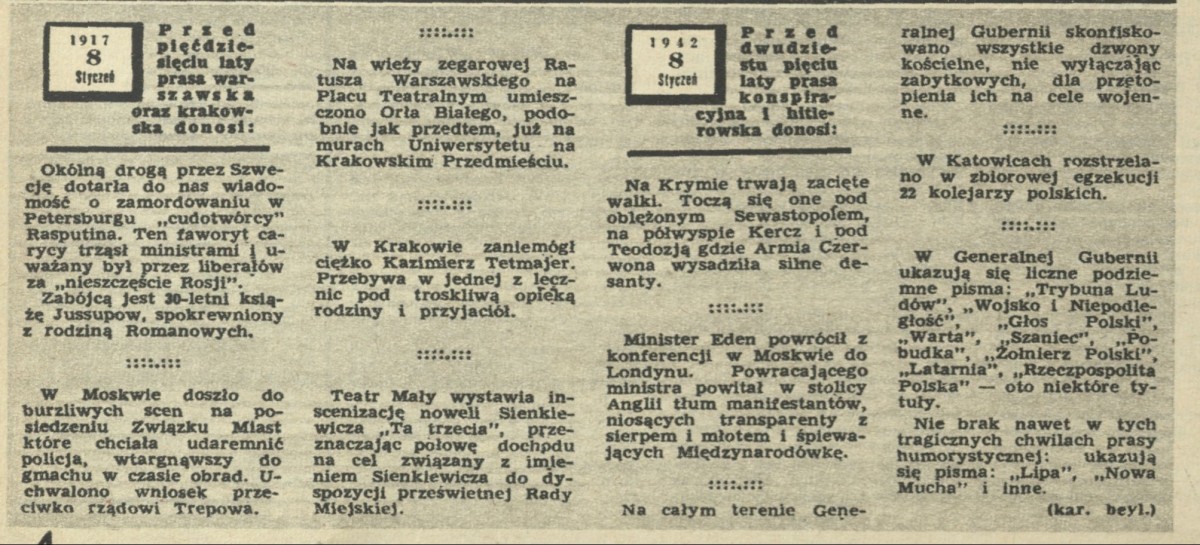 1917
8
Styczeń
Przed
pięćdzie-
sięciu laty
prasa war-
szawska
oraz krakow-
ska donosi:
Okólną drogą przez Szwe-
cję dotarła do nas wiado-
mość o zamordowaniu w
Petersburgu „cudotwórcy”
Rasputina. Ten faworyt ca-
rycy trząsł ministrami i u-
ważany był przez liberałów
za „nieszczęście Rosji”.
Zabójcą jest 30-letni ksią-
żę Jussupow, spokrewniony
z rodziną Romanowych.
W Moskwie doszło do
burzliwych scen na po-
siedzeniu Związku Miast
które chciała udaremnić
policja, wtargnąwszy do
gmachu w czasie obrad. U-
chwalono wniosek prze-
ciwko rządowi Trepowa.
Na wieży zegarowej Ra-
tusza Warszawskiego na
Placu Teatralnym umiesz-
czono Orła Białego, podo-
bnie jak przedtem, już na
murach Uniwersytetu na
Krakowskim Przedmieściu.
W Krakowie zaniemógł
ciężko Kazimierz Tetmajer.
Przebywa w jednej z lecz-
nic pod troskliwą opieką
rodziny i przyjaciół.
Teatr Mały wystawia in-
scenizację noweli Sienkie-
wicza „Ta trzecia”, prze-
znaczając połowę dochodu
na cel związany z imie-
niem Sienkiewicza do dy-
spozycji prześwietnej Rady
Miejskiej.
1942
8
Styczeń
Przed
dwudzie-
stu pięciu
laty prasa
konspira-
cyjna i hitle-
rowska donosi:
Na Krymie trwają zacięte
walki. Toczą się one pod
oblężonym Sewastopolem,
na półwyspie Kercz i pod
Teodozją gdzie Armia Czer-
wona wysadziła silne de-
santy.
Minister Eden powrócił z
konferencji w Moskwie do
Londynu. Powracającego
ministra powitał w stolicy
Anglii tłum manifestantów,
niosących transparenty z
sierpem i młotem i śpiewa-
jących Międzynarodówkę.
Na całym terenie Gene-
ralnej Gubernii skonfisko-
wano wszystkie dzwony
kościelne, nie wyłączając
zabytkowych, dla przeto-
pienia ich na cele wojen-
ne.
W Katowicach rozstrzela-
no w zbiorowej egzekucji
22 kolejarzy polskich.
W Generalnej Gubernii
ukazują się liczne podzie-
mne pisma: „Trybuna Lu-
dów”, „Wojsko i Niepodle-
głość”, „Głos Polski”,
„Warta”, „Szaniec”, „Po-
budka”, „Żołnierz Polski”,
„Latarnia”, „Rzeczpospolita
Polska” — oto niektóre ty-
tuły.
Nie brak nawet w tych
tragicznych chwilach prasy
humorystycznej: ukazują
się pisma: „Lipa”, „Nowa
Mucha” i inne.
(kar. beyl.)